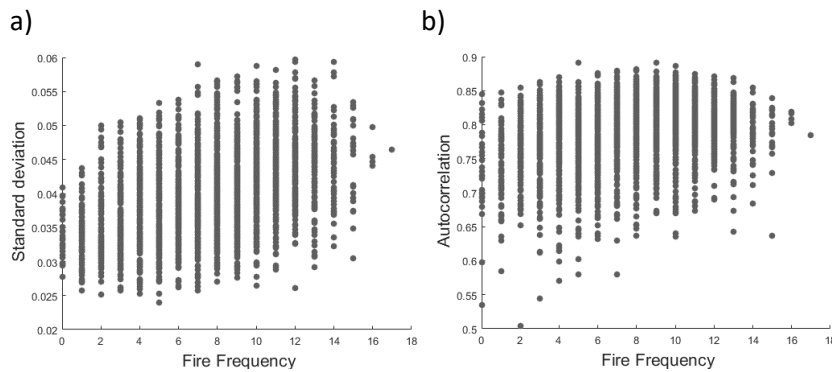 a)
b)
0.06
0.055
0.05
0.045
0.04
0.035
0.03
0.025
0.02
Standard deviation
0 2 4 6 8 10 12 14 16 18
Fire Frequency
0.9
0.85
0.8
0.75
0.7
0.65
0.6
0.55
0.5
Autocorrelation
0 2 4 6 8 10 12 14 16 18
Fire Frequency